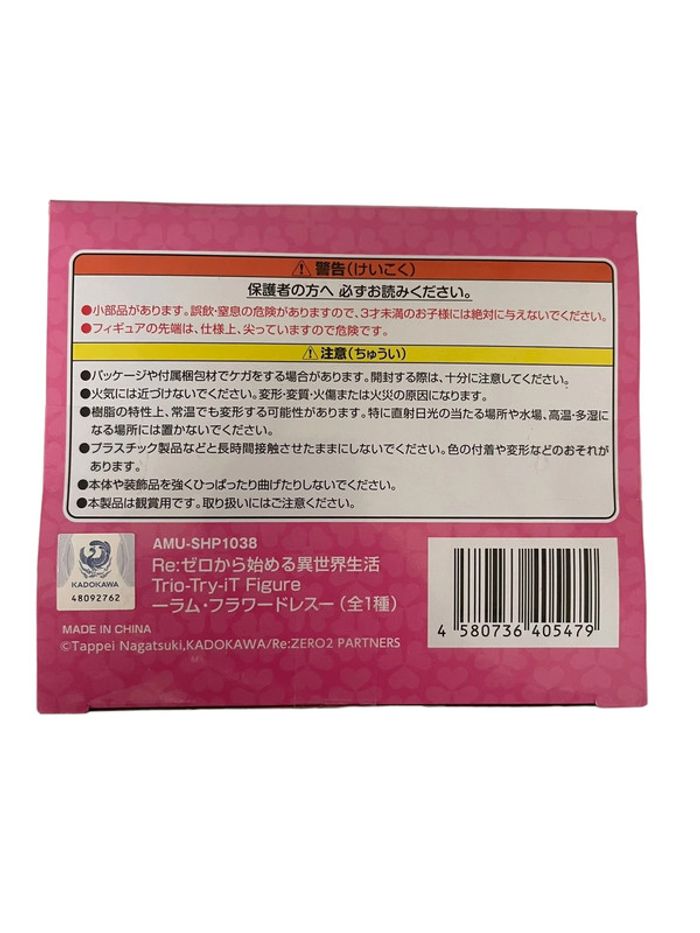 ⚠警告(けいこく)
保護者の方へ 必ずお読みください。
●小部品があります。誤飲・窒息の危険がありますので、3才未満のお子様には絶対に与えないでください。
●フィギュアの先端は、仕様上、尖っていますので危険です。
⚠注意(ちゅうい)
●パッケージや付属梱包材でケガをする場合があります。開封する際は、十分に注意してください。
●火気には近づけないでください。変形・変質・火傷または火災の原因になります。
●樹脂の特性上、常温でも変形する可能性があります。特に直射日光の当たる場所や水場、高温・多湿に
なる場所には置かないでください。
●プラスチック製品などと長時間接触させたままにしないでください。色の付着や変形などのおそれが
あります。
●本体や装飾品を強くひっぱったり曲げたりしないでください。
●本製品は観賞用です。取り扱いにはご注意ください。
KADOKAWA
48092762
AMU-SHP1038
Re:ゼロから始める異世界生活
Trio-Try-iT Figure
ーラム・フラワードレスー(全1種)
MADE IN CHINA
©Tappei Nagatsuki,KADOKAWA/Re:ZERO2 PARTNERS
4 580736 405479